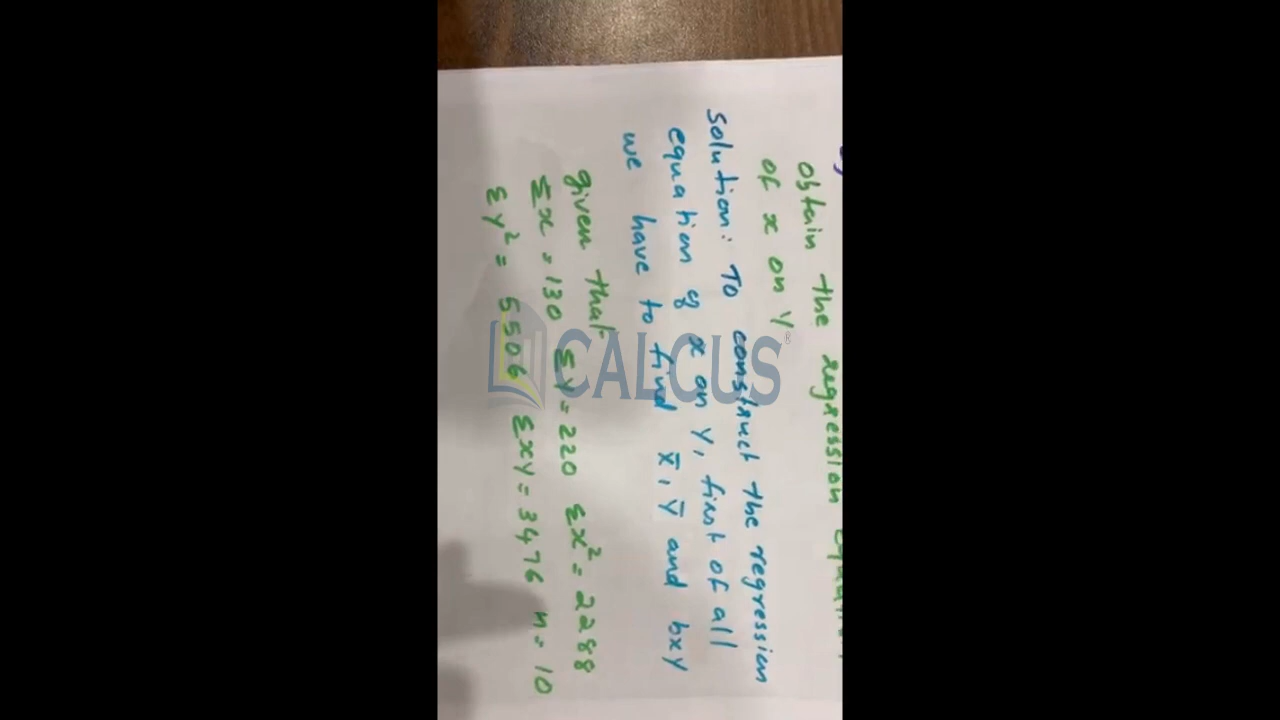 obtain the regression
of x on Y
Solution: To construct the regression
equation of x on Y, first of all
we have to find x̄, Ȳ and bxy
given that
Σx = 130 ΣY = 220 Σx² = 2288
ΣY² = 5506 ΣXY = 3476 n = 10
CALCUS®